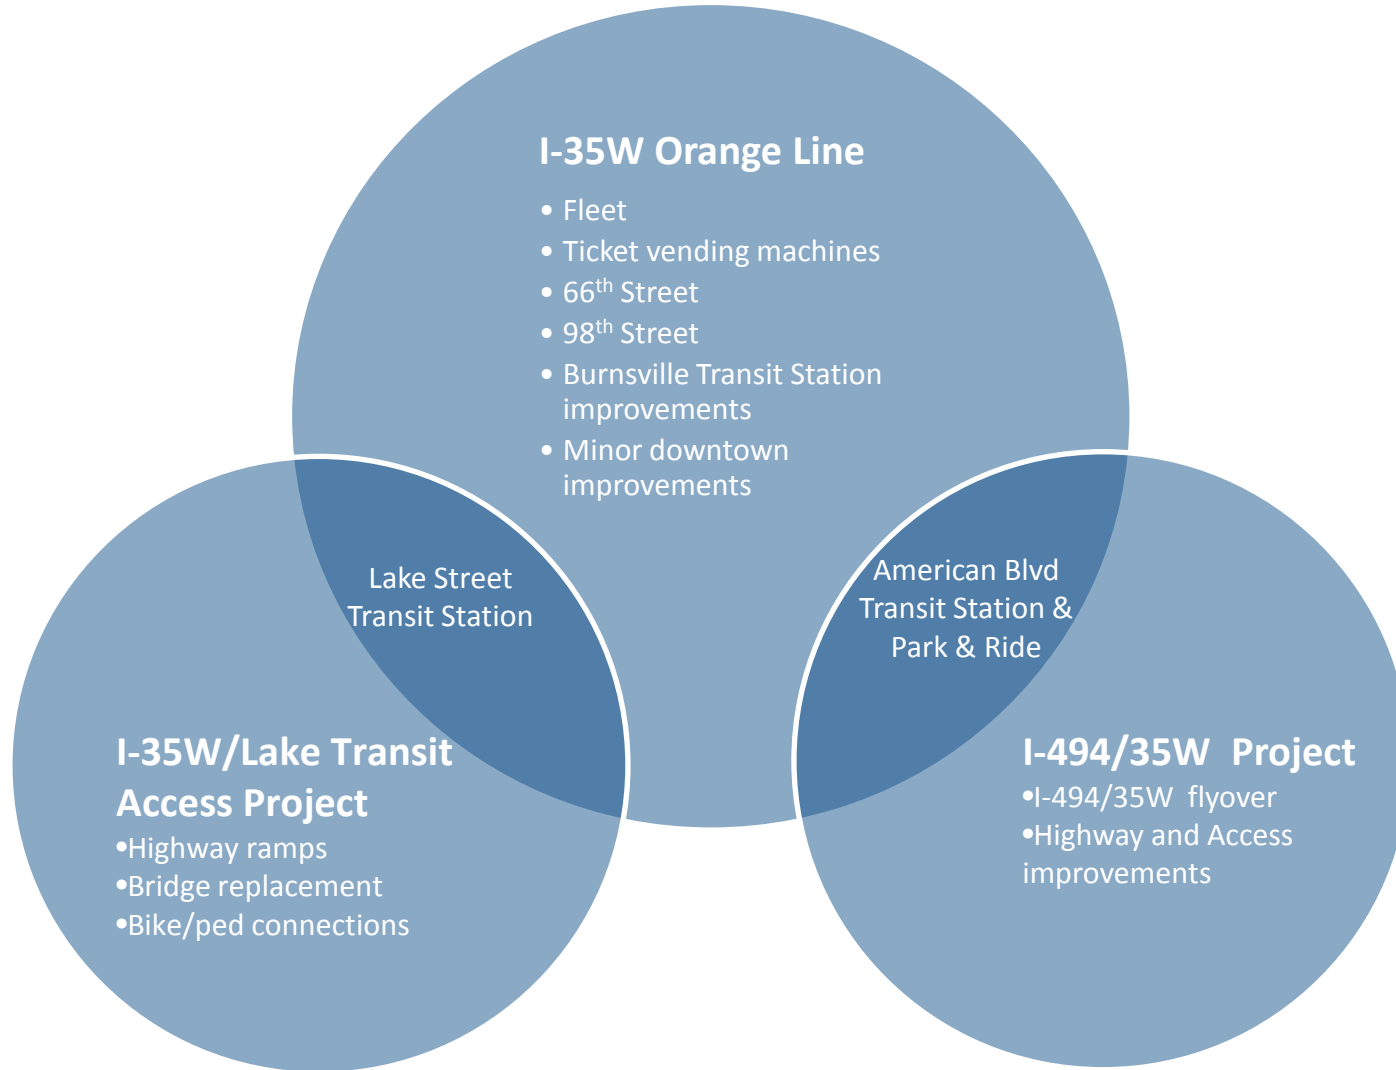 I-35W Orange Line
• Fleet
• Ticket vending machines
• 66th Street
• 98th Street
• Burnsville Transit Station
improvements
• Minor downtown
improvements
Lake Street
Transit Station
American Blvd
Transit Station &
Park & Ride
I-35W/Lake Transit
Access Project
•Highway ramps
•Bridge replacement
•Bike/ped connections
I-494/35W  Project
•I-494/35W  flyover
•Highway and Access
improvements